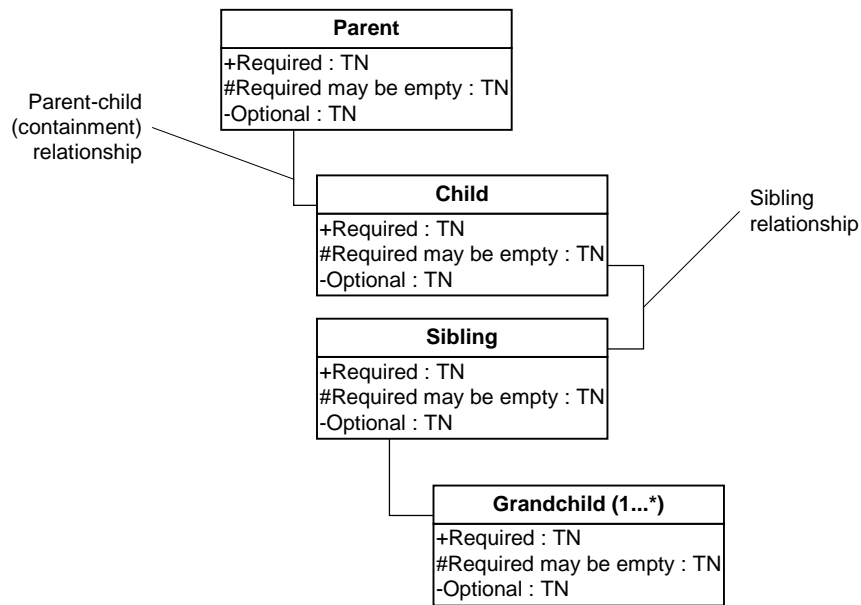 Parent
+Required : TN
#Required may be empty : TN
-Optional : TN
Parent-child
(containment)
relationship
Child
+Required : TN
#Required may be empty : TN
-Optional : TN
Sibling
relationship
Sibling
+Required : TN
#Required may be empty : TN
-Optional : TN
Grandchild (1...*)
+Required : TN
#Required may be empty : TN
-Optional : TN